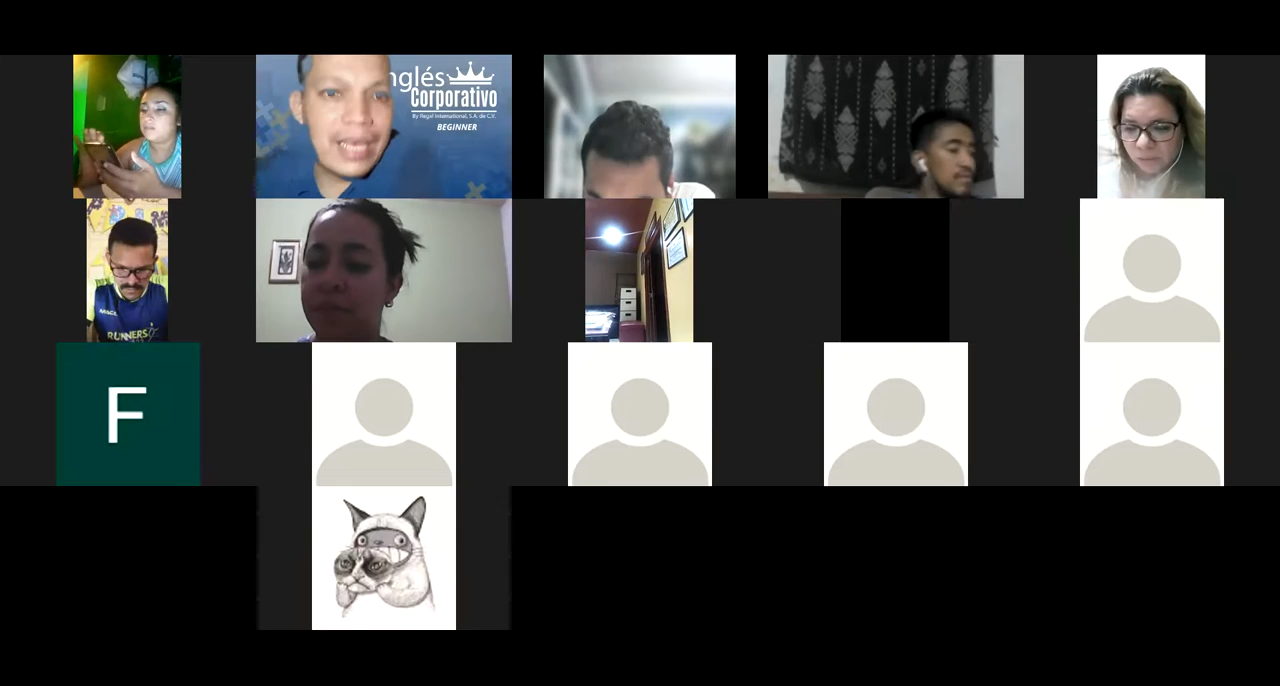 nglés
Corporativo
By Regal International, S.A. de C.V.
BEGINNER
RUNNERS
F